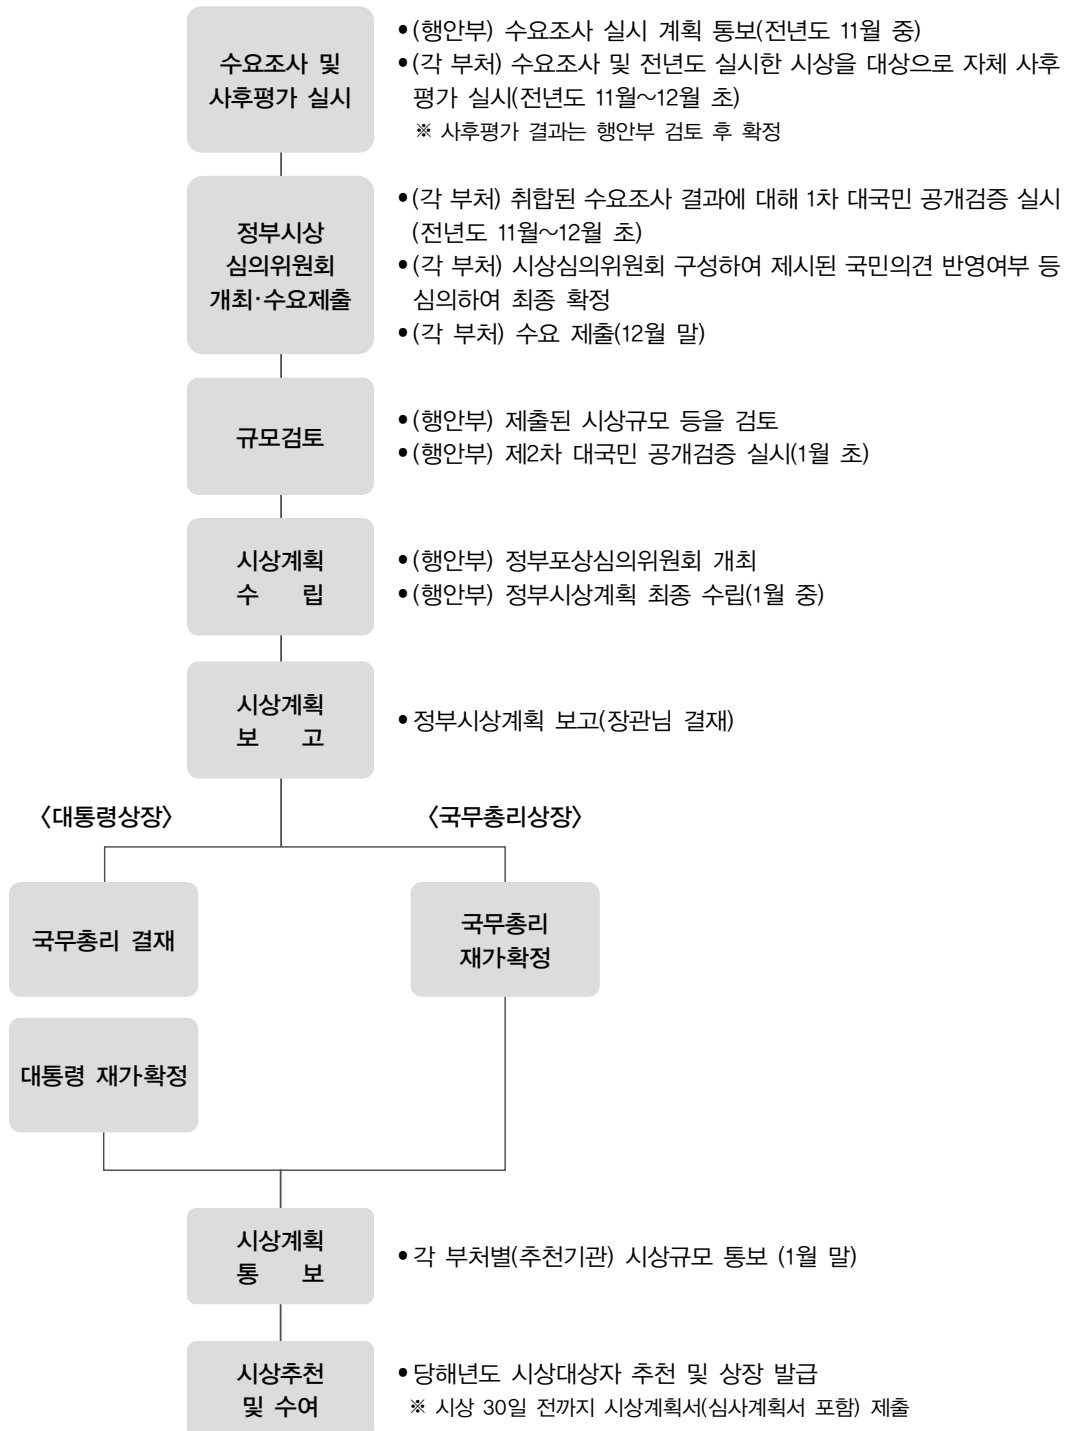 수요조사 및
사후평가 실시
•(행안부) 수요조사 실시 계획 통보(전년도 11월 중)
•(각 부처) 수요조사 및 전년도 실시한 시상을 대상으로 자체 사후
평가 실시(전년도 11월~12월 초)
※ 사후평가 결과는 행안부 검토 후 확정
정부시상
심의위원회
개최·수요제출
•(각 부처) 취합된 수요조사 결과에 대해 1차 대국민 공개검증 실시
(전년도 11월~12월 초)
•(각 부처) 시상심의위원회 구성하여 제시된 국민의견 반영여부 등
심의하여 최종 확정
•(각 부처) 수요 제출(12월 말)
규모검토
•(행안부) 제출된 시상규모 등을 검토
•(행안부) 제2차 대국민 공개검증 실시(1월 초)
시상계획
수 립
•(행안부) 정부포상심의위원회 개최
•(행안부) 정부시상계획 최종 수립(1월 중)
시상계획
보 고
•정부시상계획 보고(장관님 결재)
〈대통령상장〉
〈국무총리상장〉
국무총리 결재
국무총리
재가·확정
대통령 재가·확정
시상계획
통 보
•각 부처별(추천기관) 시상규모 통보 (1월 말)
시상추천
및 수여
•당해년도 시상대상자 추천 및 상장 발급
※ 시상 30일 전까지 시상계획서(심사계획서 포함) 제출